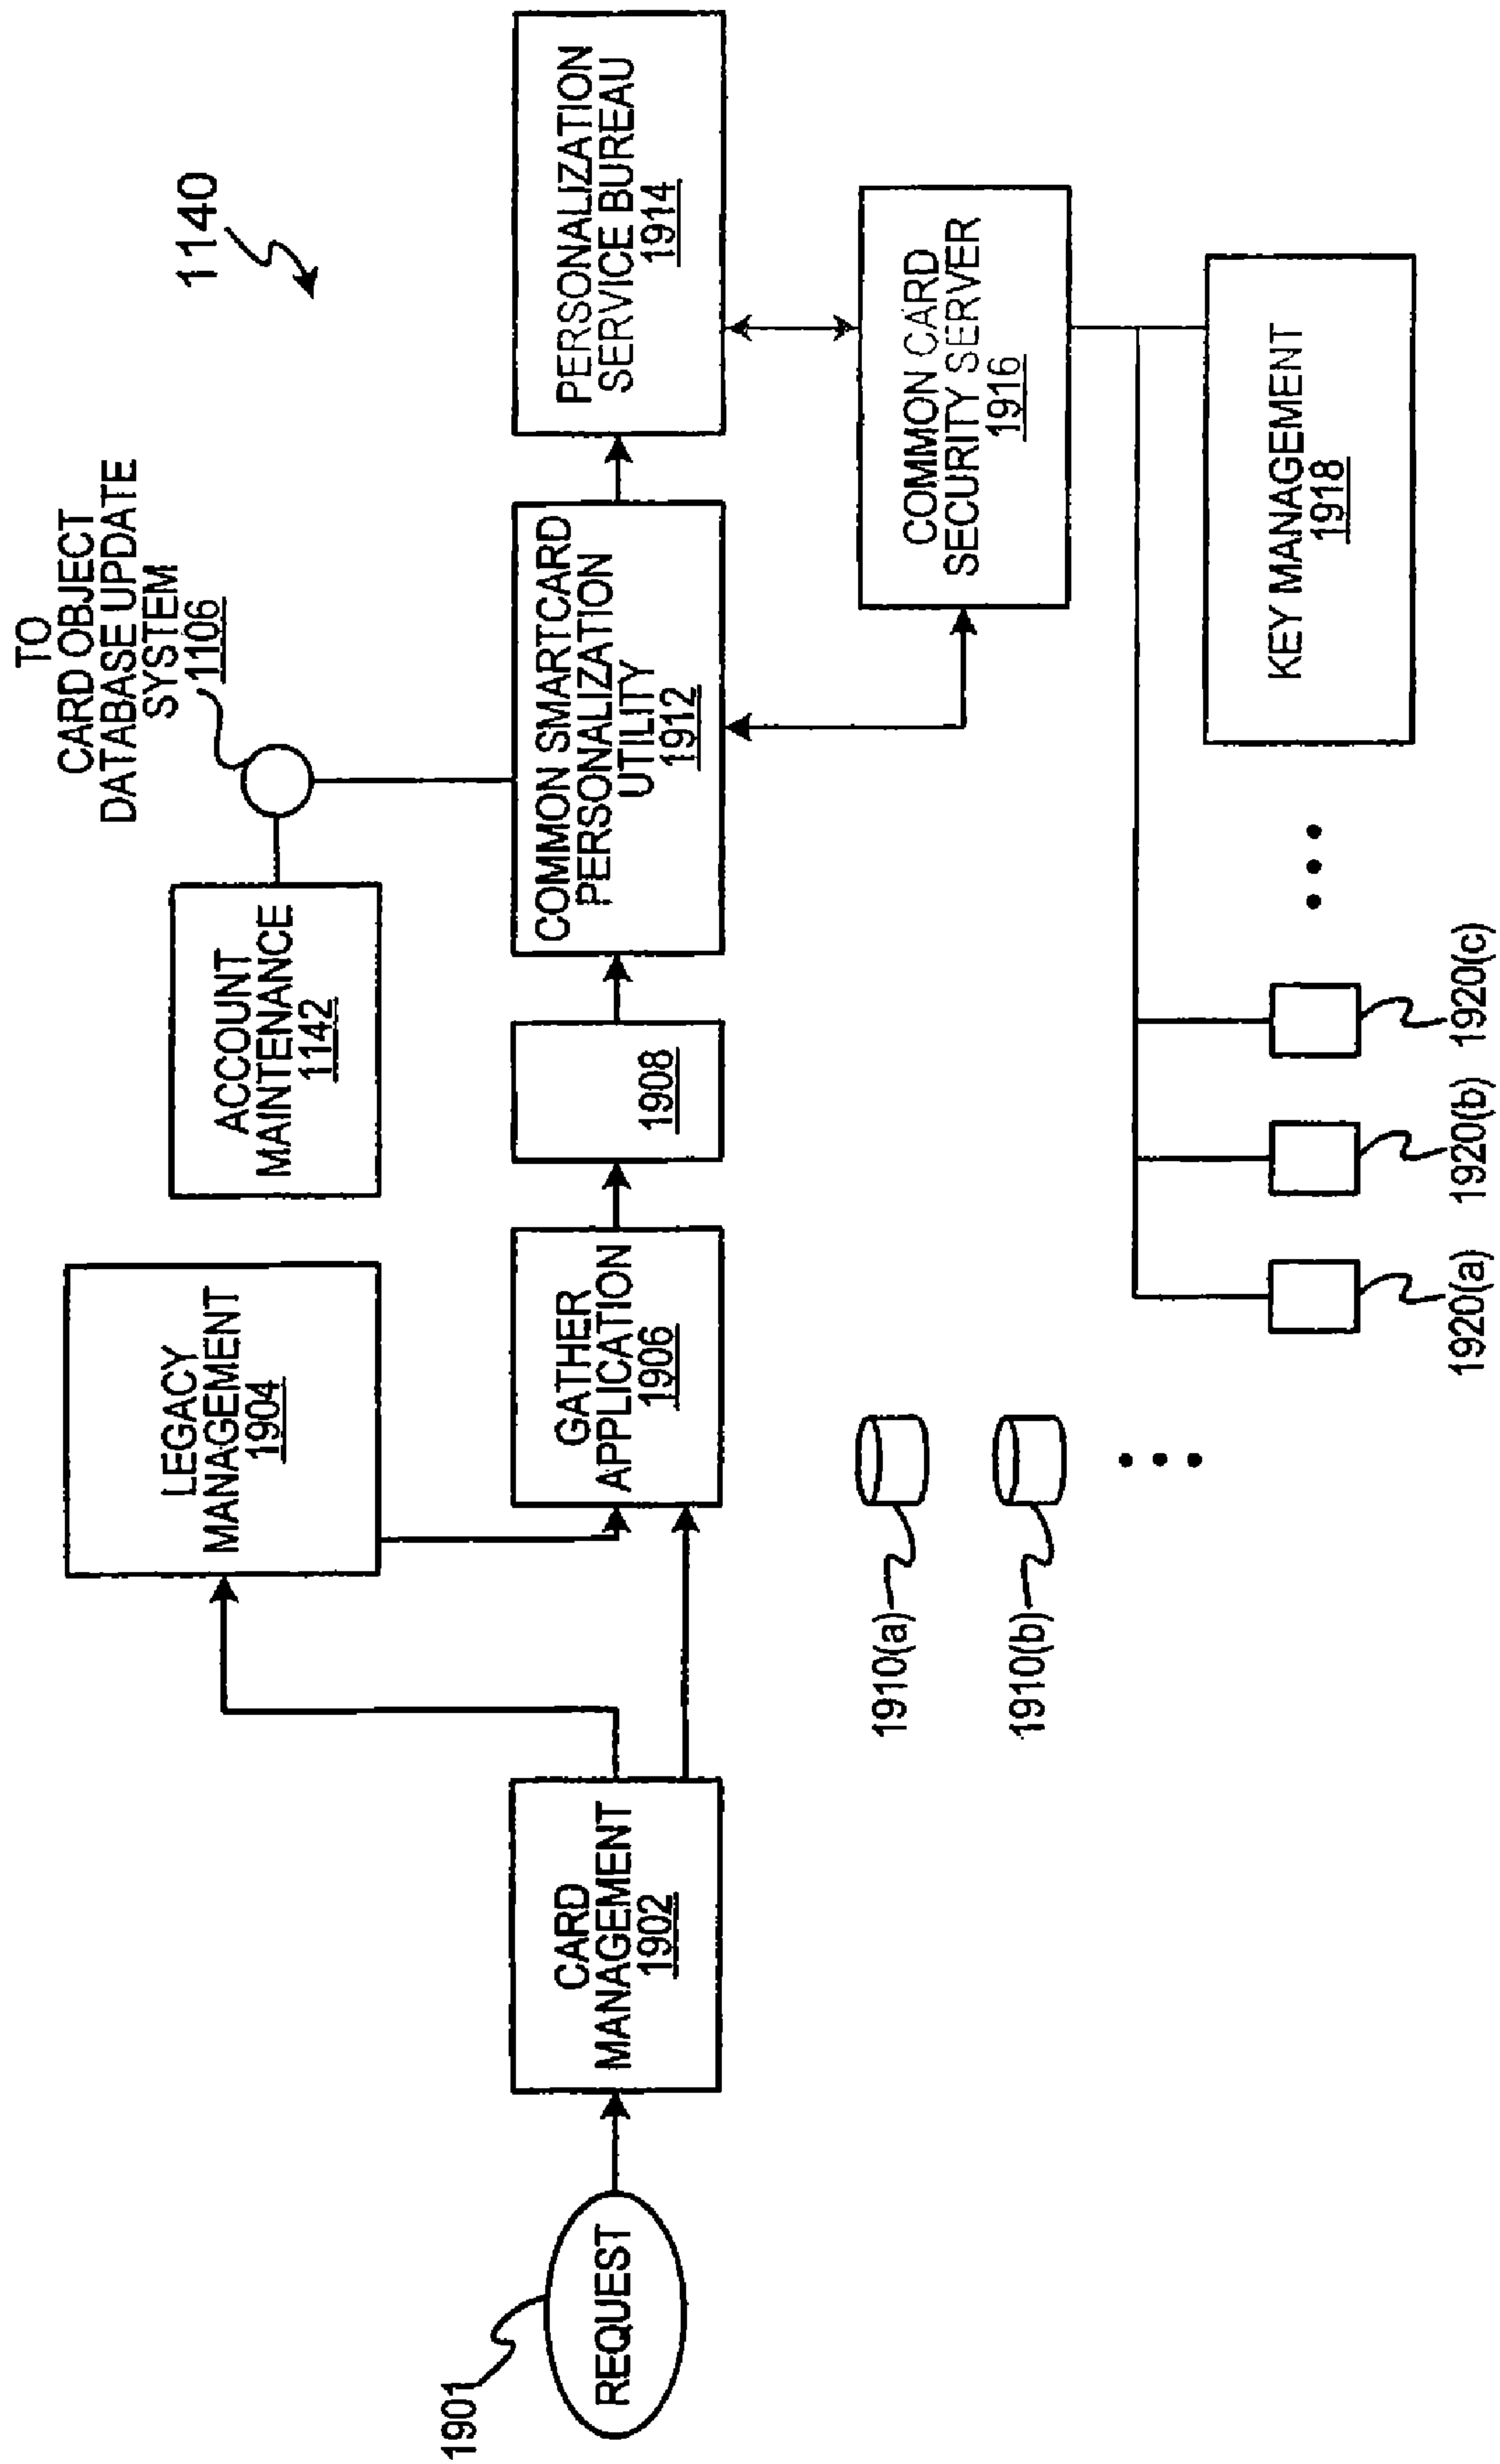 1140
TO
CARD OBJECT
DATABASE UPDATE
SYSTEM
1106
ACCOUNT
MAINTENANCE
1142
LEGACY
MANAGEMENT
1904
1901
REQUEST
CARD
MANAGEMENT
1902
GATHER
APPLICATION
1906
1908
COMMON SMARTCARD
PERSONALIZATION
UTILITY
1912
PERSONALIZATION
SERVICE BUREAU
1914
1910(a)
1910(b)
COMMON CARD
SECURITY SERVER
1916
KEY MANAGEMENT
1918
1920(a)
1920(b)
1920(c)